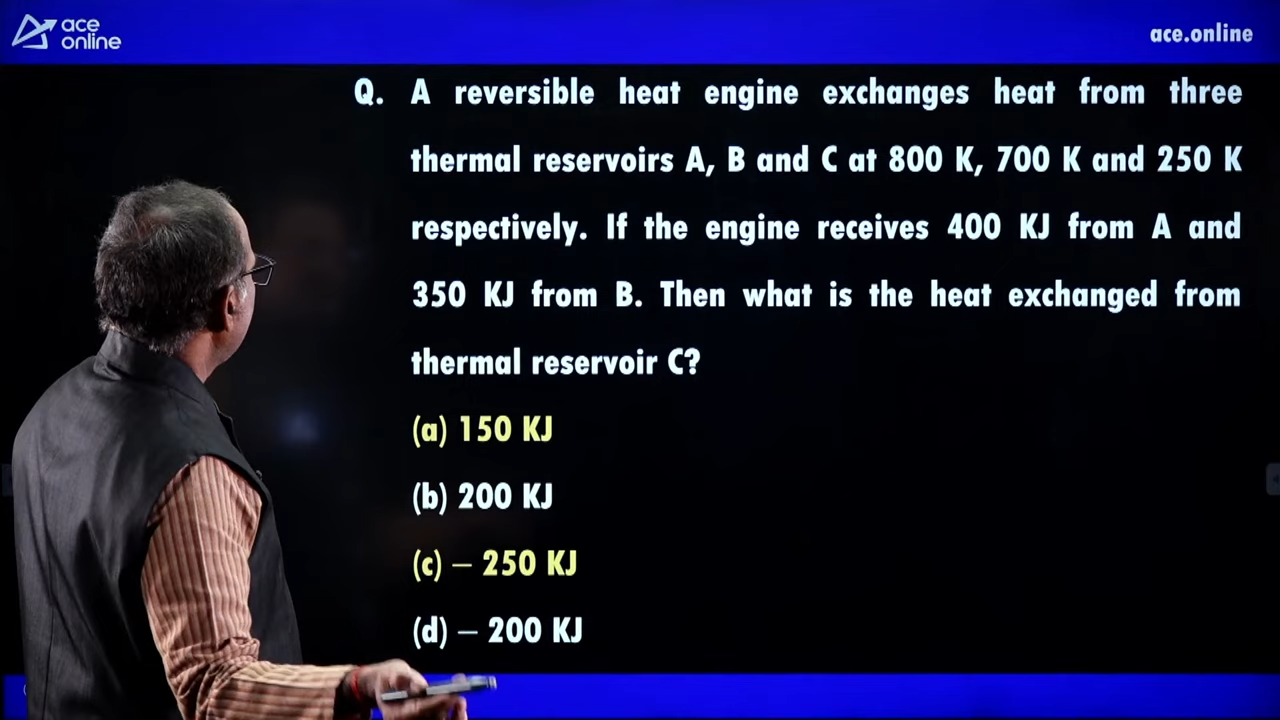 ace
online
ace.online
Q. A reversible heat engine exchanges heat from three
thermal reservoirs A, B and C at 800 K, 700 K and 250 K
respectively. If the engine receives 400 KJ from A and
350 KJ from B. Then what is the heat exchanged from
thermal reservoir C?
(a) 150 KJ
(b) 200 KJ
(c) – 250 KJ
(d) – 200 KJ